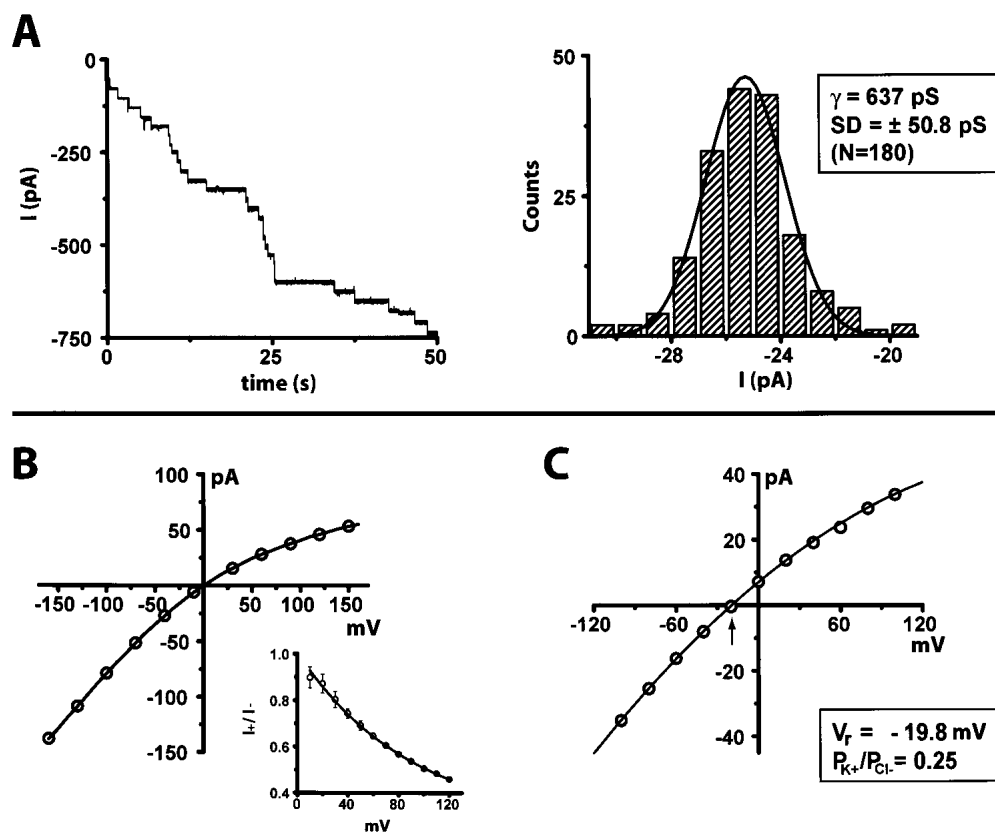 A
0
-250
-500
-750
I (pA)
0
25
50
time (s)
50
25
0
Counts
-28
-24
-20
I (pA)
γ = 637 pS
SD = ± 50.8 pS
(N=180)
B
100
pA
50
-150
-100
-50
50
100
150
mV
-50
-100
-150
1.0
0.8
0.6
0.4
I+/ I-
0
40
80
120
mV
C
40
pA
20
-120
-60
60
120
mV
-20
-40
Vr = - 19.8 mV
PK+/PCl-= 0.25